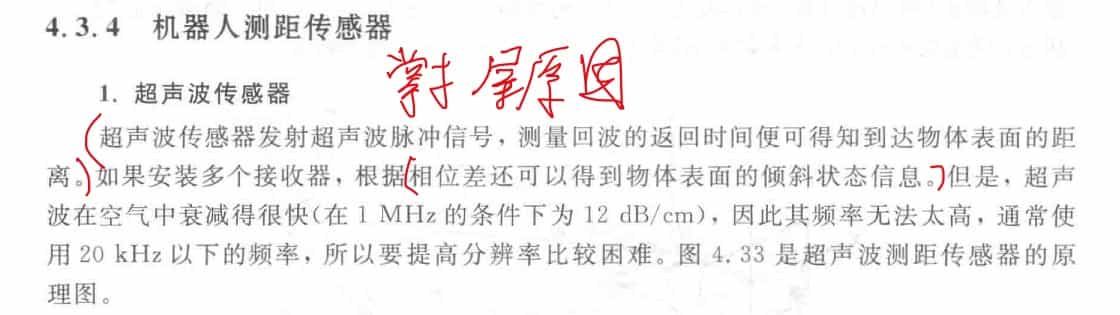 4.3.4 机器人测距传感器
掌
原因
1. 超声波传感器
超声波传感器发射超声波脉冲信号，测量回波的返回时间便可得知到达物体表面的距
离。如果安装多个接收器，根据相位差还可以得到物体表面的倾斜状态信息。但是，超声
波在空气中衰减得很快(在 1 MHz 的条件下为 12 dB/cm)，因此其频率无法太高，通常使
用 20 kHz 以下的频率，所以要提高分辨率比较困难。图 4.33 是超声波测距传感器的原
理图。